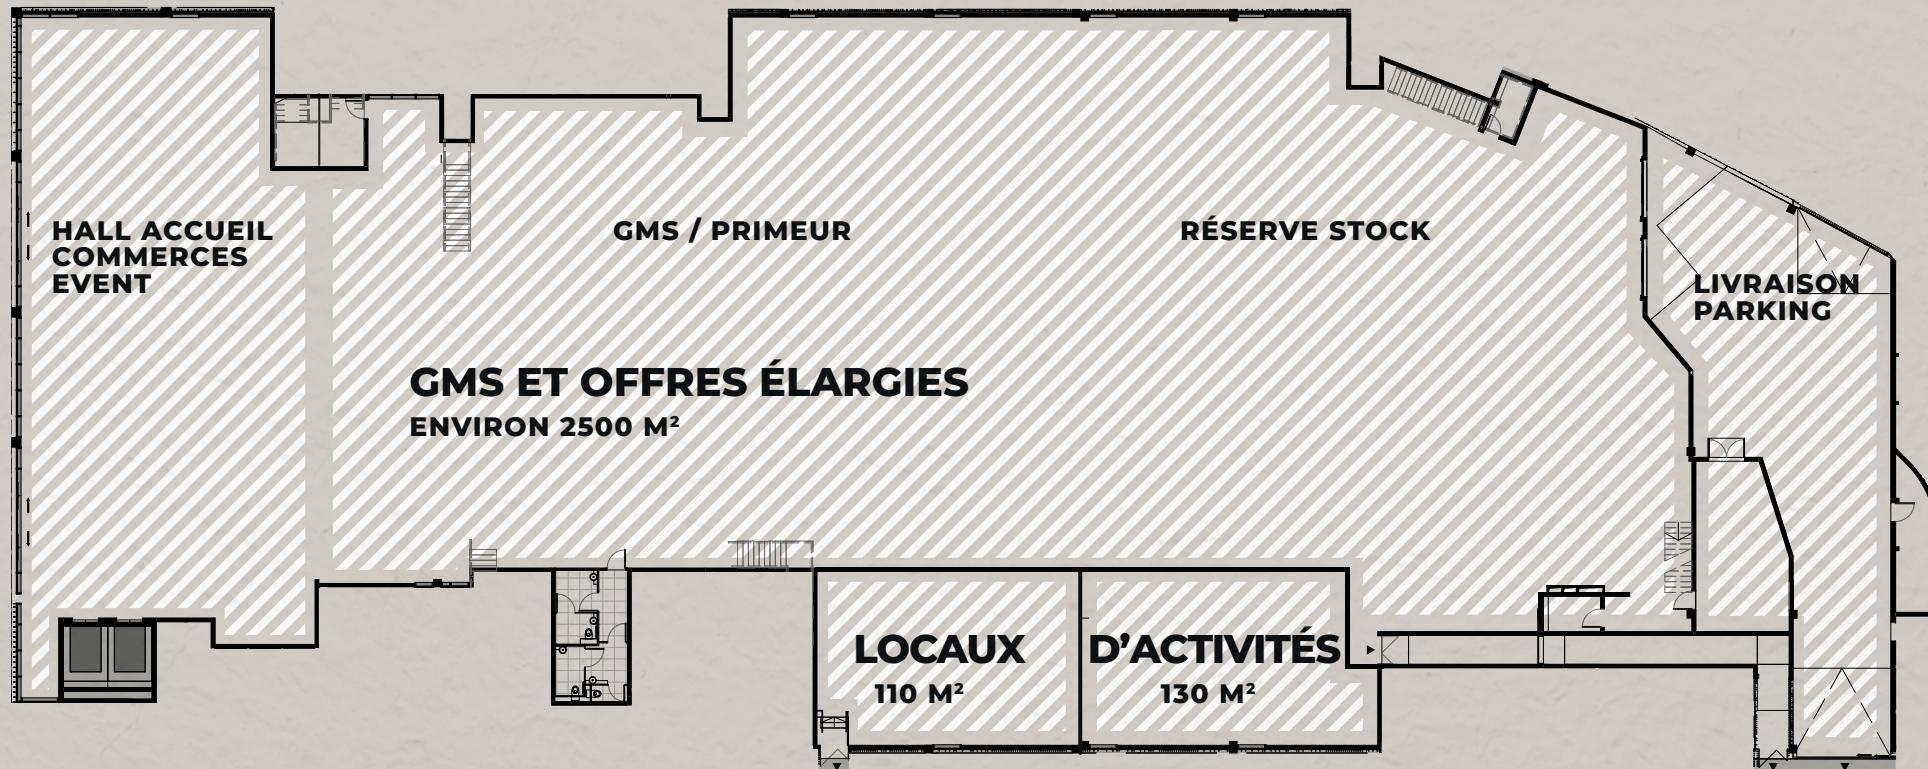 HALL ACCUEIL
COMMERCES
EVENT
GMS / PRIMEUR
RÉSERVE STOCK
LIVRAISON
PARKING
GMS ET OFFRES ÉLARGIES
ENVIRON 2500 M²
LOCAUX
110 M²
D’ACTIVITÉS
130 M²